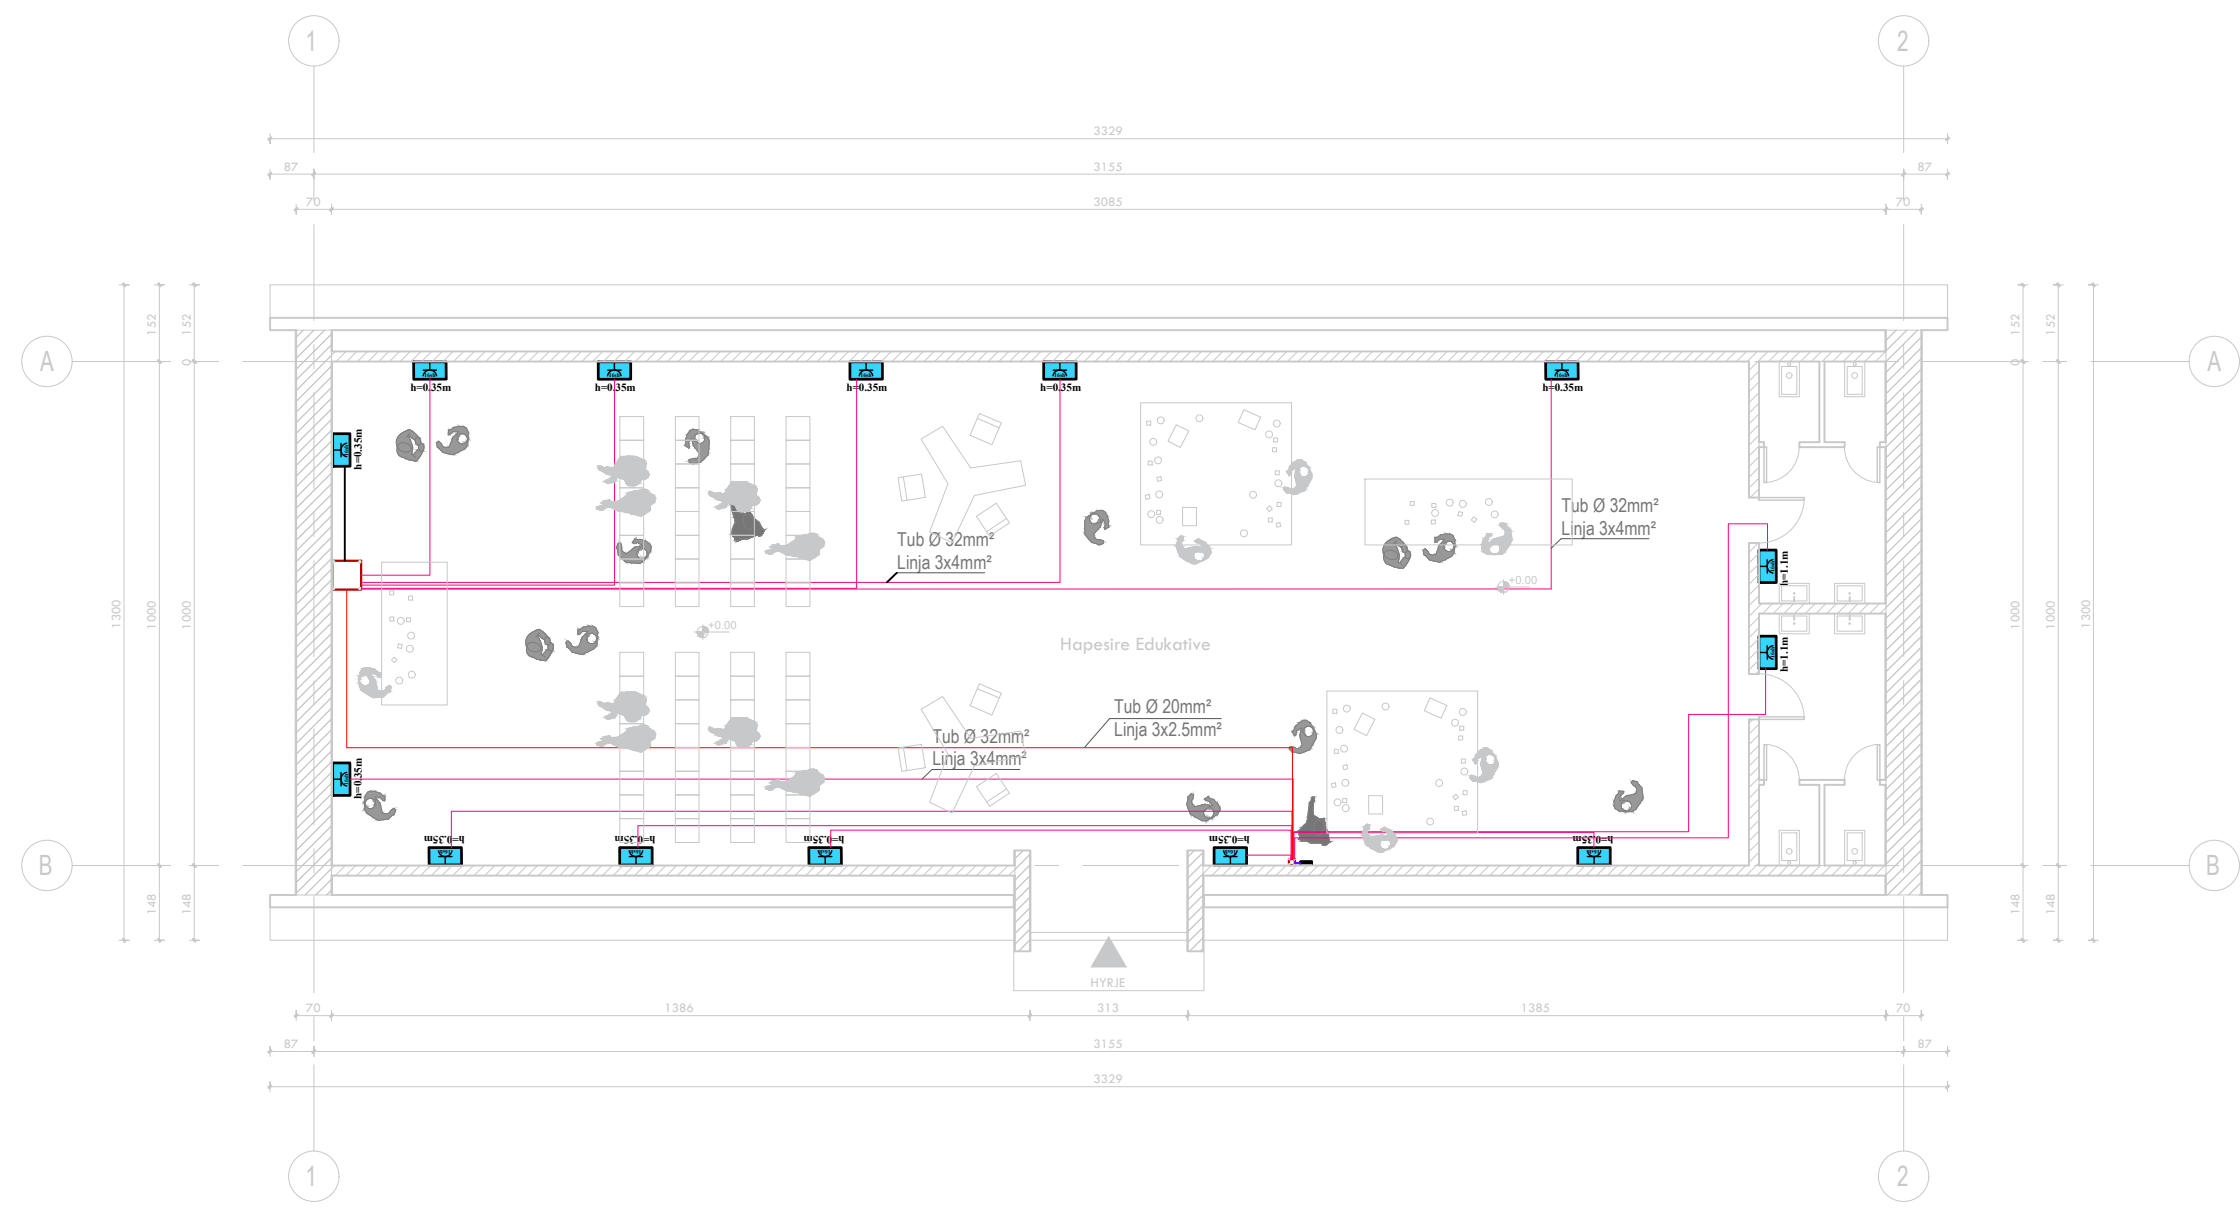 1
2
3329
87
3155
87
70
3085
70
152
152
152
152
A
0
0
A
h=0.35m
h=0.35m
h=0.35m
h=0.35m
h=0.35m
h=0.35m
Tub Ø 32mm²
Linja 3x4mm²
Tub Ø 32mm²
Linja 3x4mm²
h=1.1m
+0.00
1300
1000
1000
1000
1000
1300
+0.00
Hapesire Edukative
h=1.1m
Tub Ø 20mm²
Linja 3x2.5mm²
Tub Ø 32mm²
Linja 3x4mm²
h=0.35m
h=0.35m
h=0.35m
h=0.35m
h=0.35m
h=0.35m
B
B
148
148
148
148
HYRJE
70
1386
313
1385
70
87
3155
87
3329
1
2